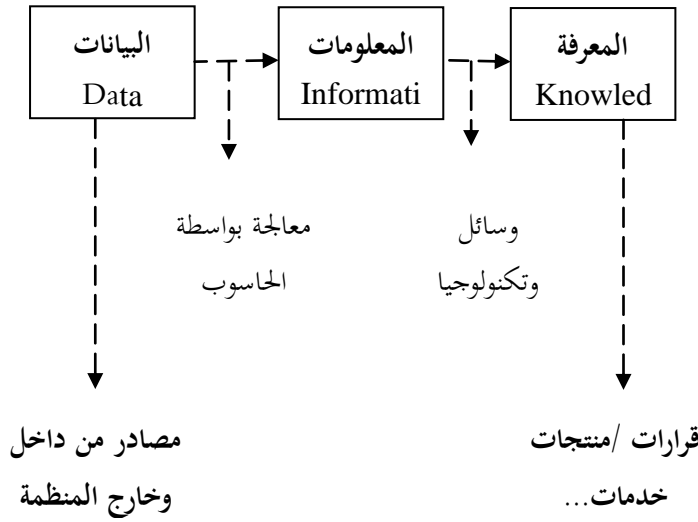 البيانات
Data
المعلومات
Informati
المعرفة
Knowled
معالجة بواسطة
الحاسوب
وسائل
وتكنولوجيا
مصادر من داخل
وخارج المنظمة
قرارات /منتجات
خدمات...